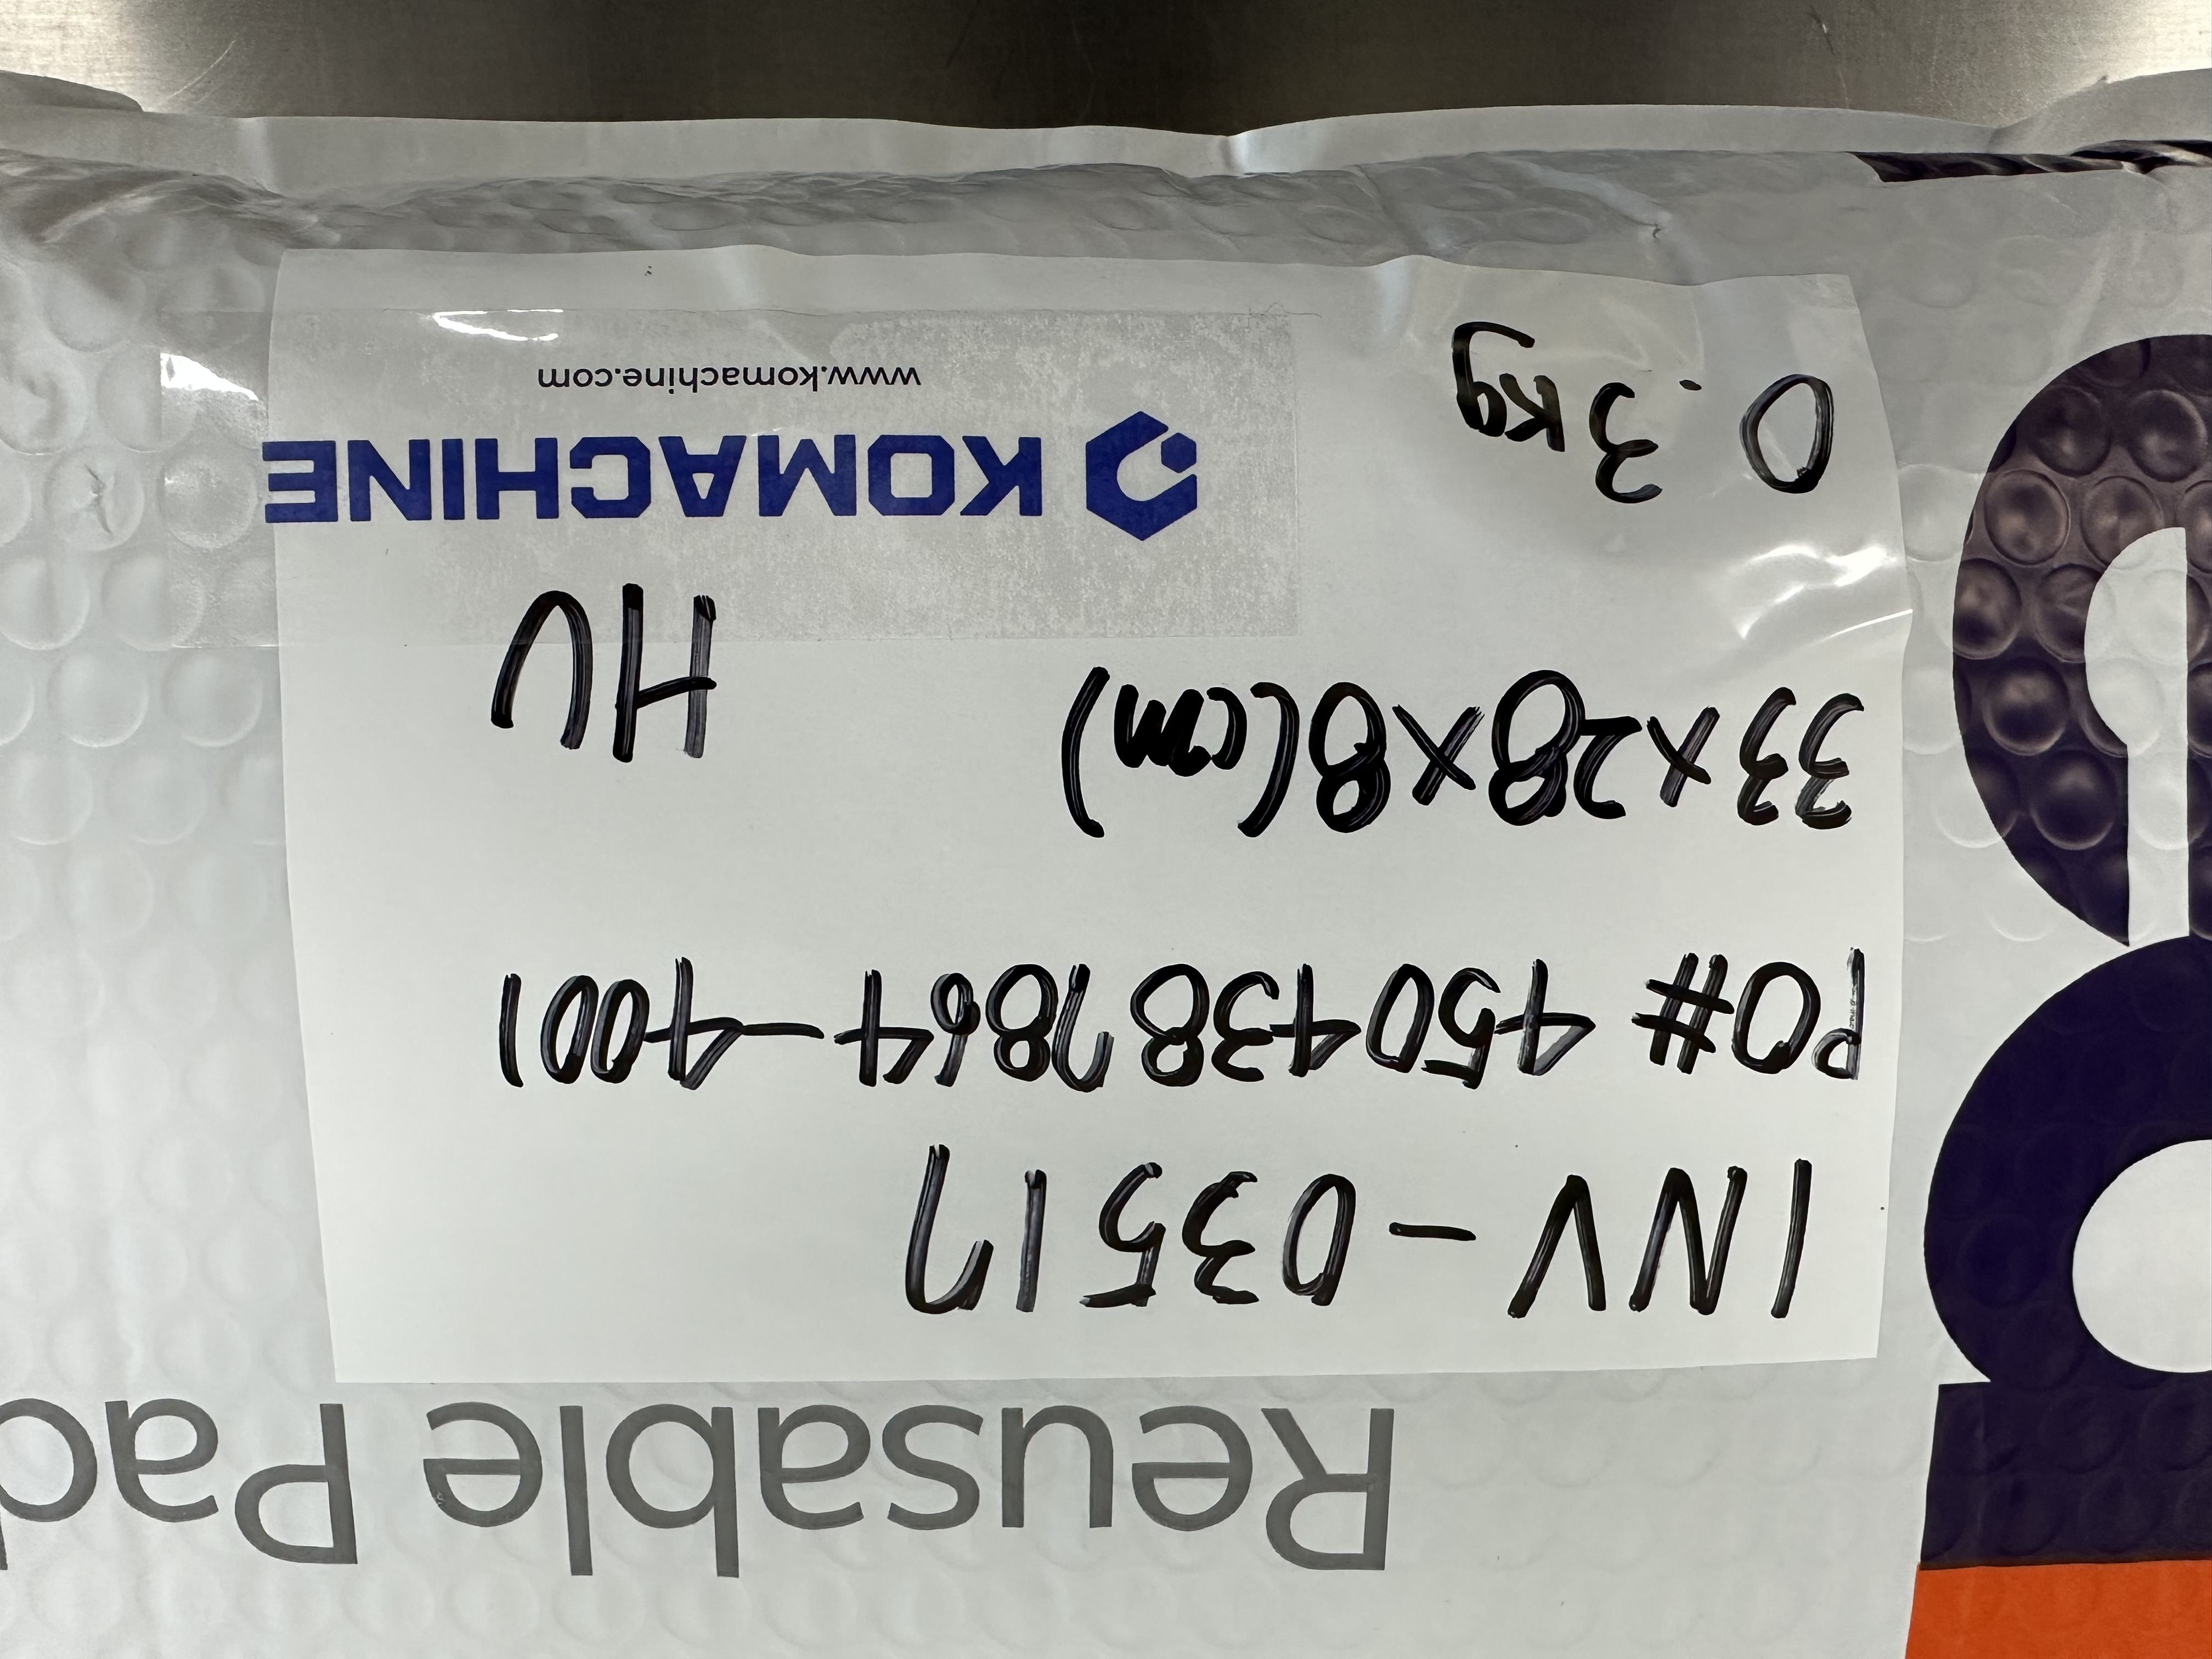 Reusable Pad
INV-03517
PO# 4504387864-4001
33x28x8(cm)
HU
0.3kg
KOMACHINE
www.komachine.com